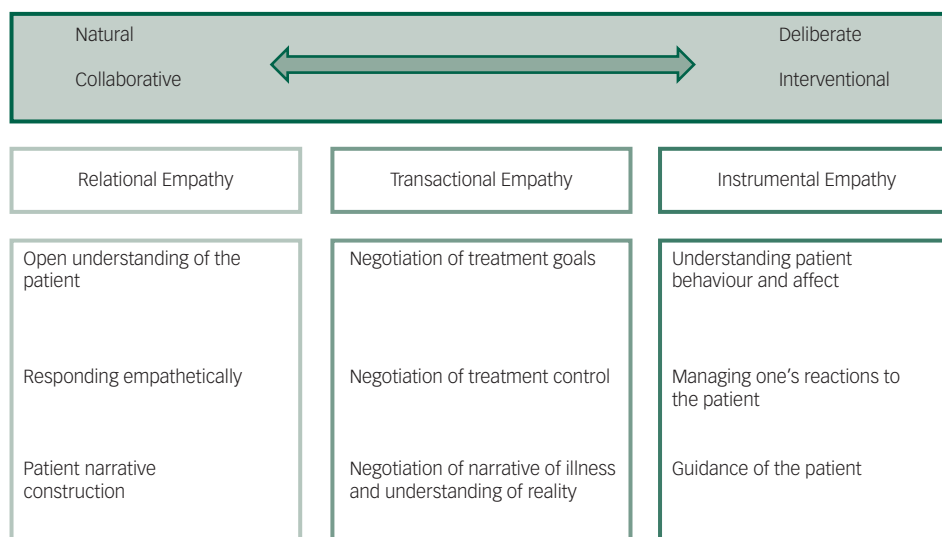 Natural
Collaborative
Deliberate
Interventional
Relational Empathy
Transactional Empathy
Instrumental Empathy
Open understanding of the
patient
Responding empathetically
Patient narrative
construction
Negotiation of treatment goals
Negotiation of treatment control
Negotiation of narrative of illness
and understanding of reality
Understanding patient
behaviour and affect
Managing one’s reactions to
the patient
Guidance of the patient